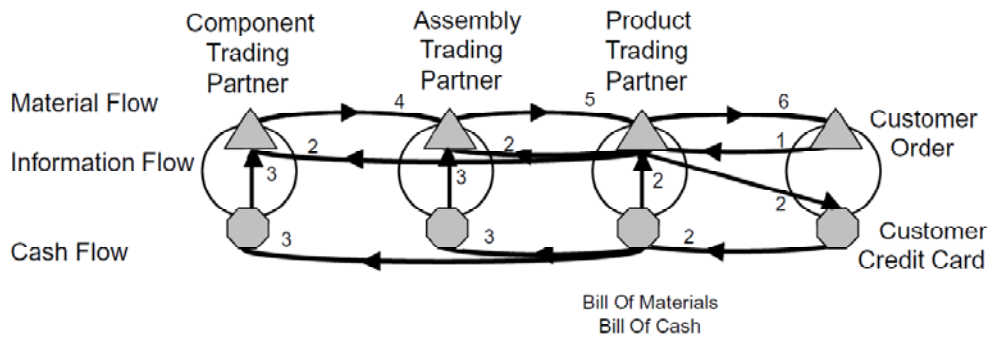 Component
Trading
Partner
Assembly
Trading
Partner
Product
Trading
Partner
Material Flow
4
5
6
Customer
Order
Information Flow
2
2
1
3
3
2
2
Customer
Credit Card
Cash Flow
3
3
2
Bill Of Materials
Bill Of Cash